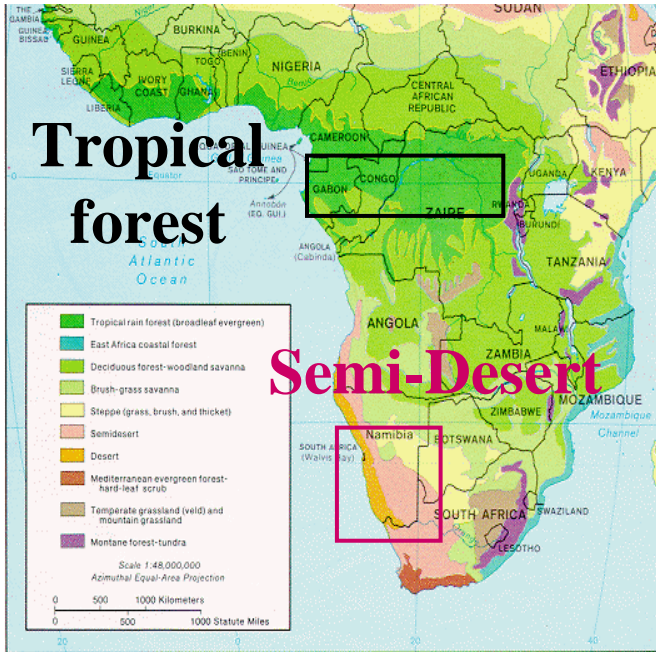 THE
GAMBIA
GUINEA
BISSAU
GUINEA
SIERRA
LEONE
LIBERIA
IVORY
COAST
BURKINA
GHANA
TOGO
BENIN
NIGERIA
SUDAN
ETHIOPIA
CENTRAL
AFRICAN
REPUBLIC
CAMEROON
Tropical
forest
SAO TOME AND
PRINCIPE
Equator
0
0
Annobón
(EQ. GUI.)
GABON
CONGO
ZAIRE
UGANDA
KENYA
RWANDA
BURUNDI
TANZANIA
South
Atlantic
Ocean
ANGOLA
(Cabinda)
ANGOLA
ZAMBIA
MALAWI
MOZAMBIQUE
Mozambique
Channel
Semi-Desert
ZIMBABWE
Namibia
BOTSWANA
SOUTH AFRICA
(Walvis Bay)
SOUTH AFRICA
SWAZILAND
LESOTHO
Tropical rain forest (broadleaf evergreen)
East Africa coastal forest
Deciduous forest-woodland savanna
Brush-grass savanna
Steppe (grass, brush, and thicket)
Semidesert
Desert
Mediterranean evergreen forest-
hard-leaf scrub
Temperate grassland (veld) and
mountain grassland
Montane forest-tundra
Scale 1:48,000,000
Azimuthal Equal-Area Projection
0 500 1000 Kilometers
0 500 1000 Statute Miles
20 0 20 40